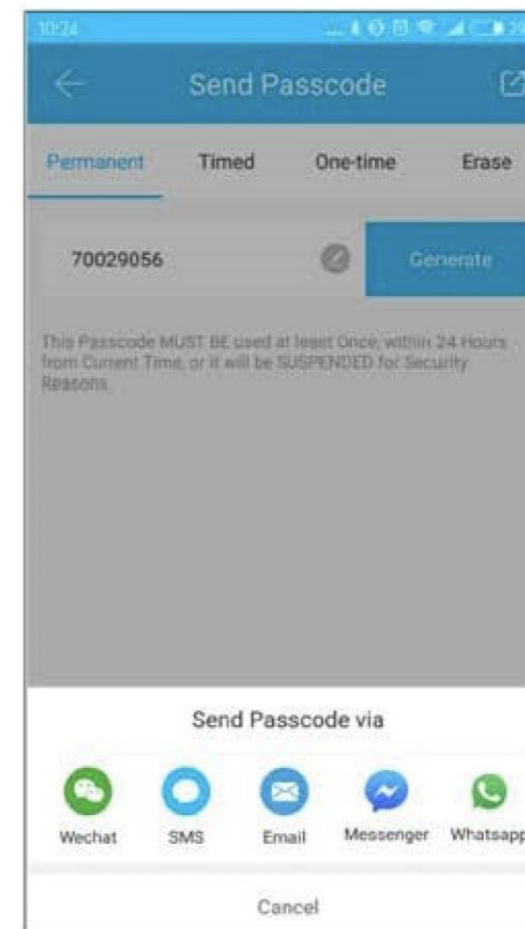 10:24
Send Passcode
Permanent Timed One-time Erase
70029056 Generate
This Passcode MUST BE used at least Once, within 24 Hours
from Current Time, or it will be SUSPENDED for Security
Reasons.
Send Passcode via
Wechat SMS Email Messenger Whatsapp
Cancel